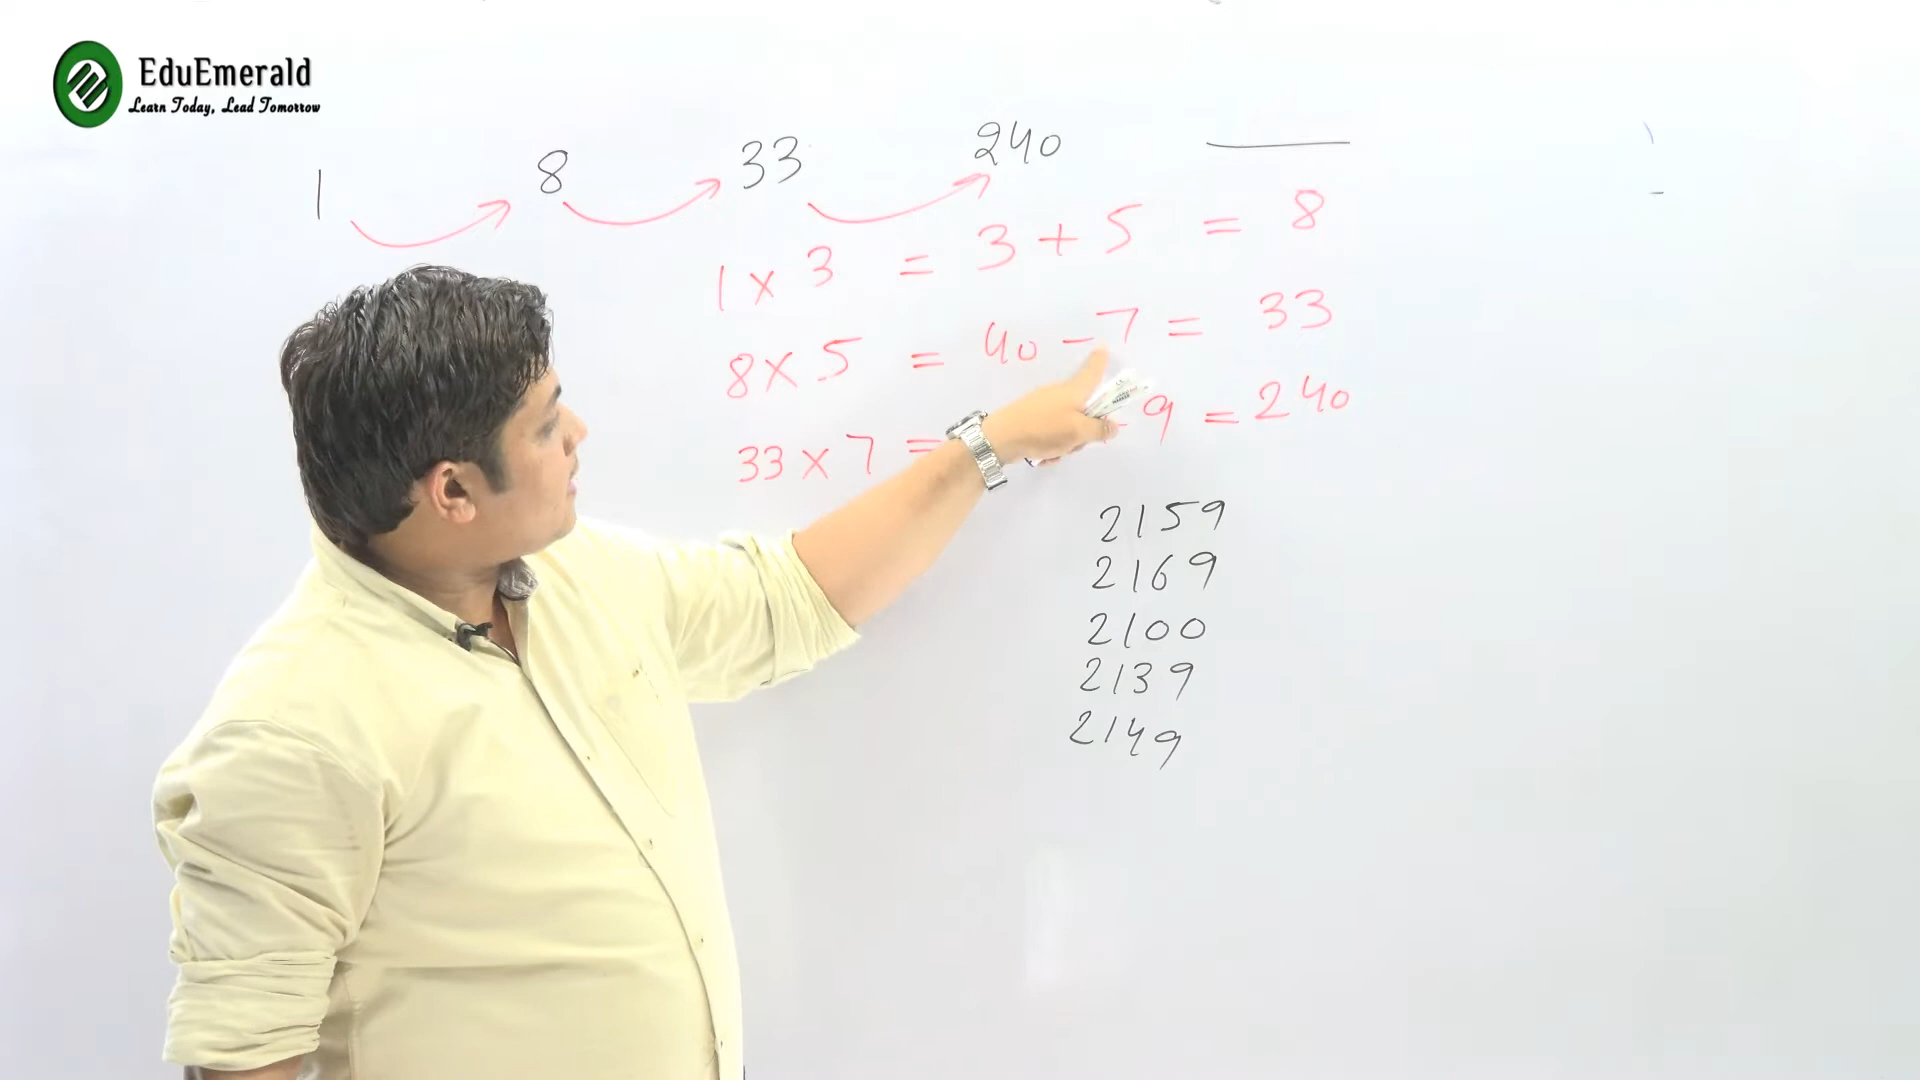 EduEmerald
Learn Today, Lead Tomorrow
1 8 33 240
1 x 3 = 3 + 5 = 8
8 x 5 = 40 - 7 = 33
33 x 7 = 9 = 240
2159
2169
2100
2139
2149